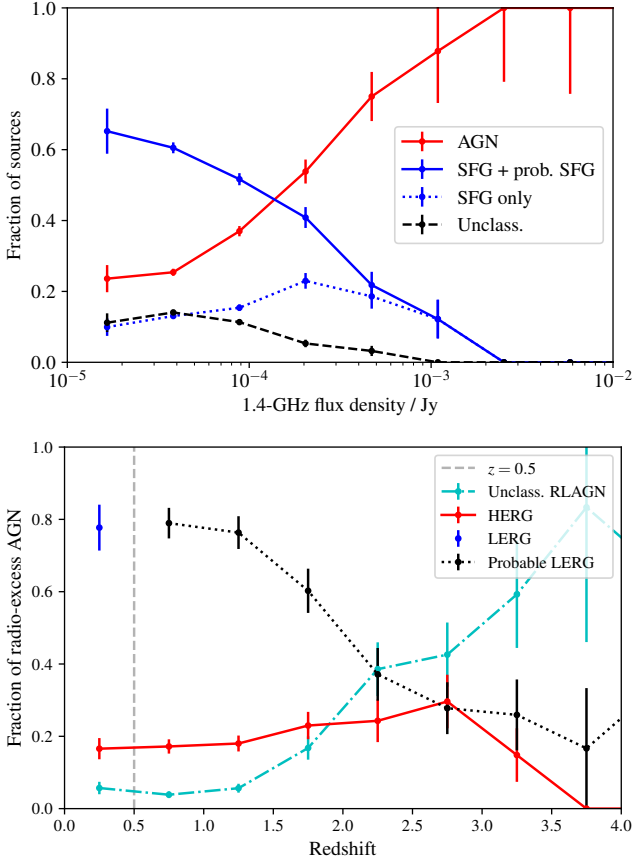 1.0
0.8
0.6
0.4
0.2
0.0
Fraction of sources
AGN
SFG + prob. SFG
SFG only
Unclass.
10⁻⁵ 10⁻⁴ 10⁻³ 10⁻²
1.4-GHz flux density / Jy
1.0
0.8
0.6
0.4
0.2
0.0
Fraction of radio-excess AGN
z = 0.5
Unclass. RLAGN
HERG
LERG
Probable LERG
0.0 0.5 1.0 1.5 2.0 2.5 3.0 3.5 4.0
Redshift